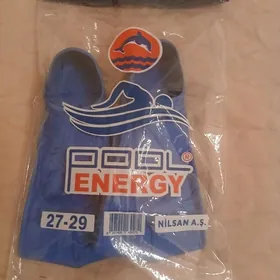 POOL
ENERGY
27-29
NİLSAN A.Ş.